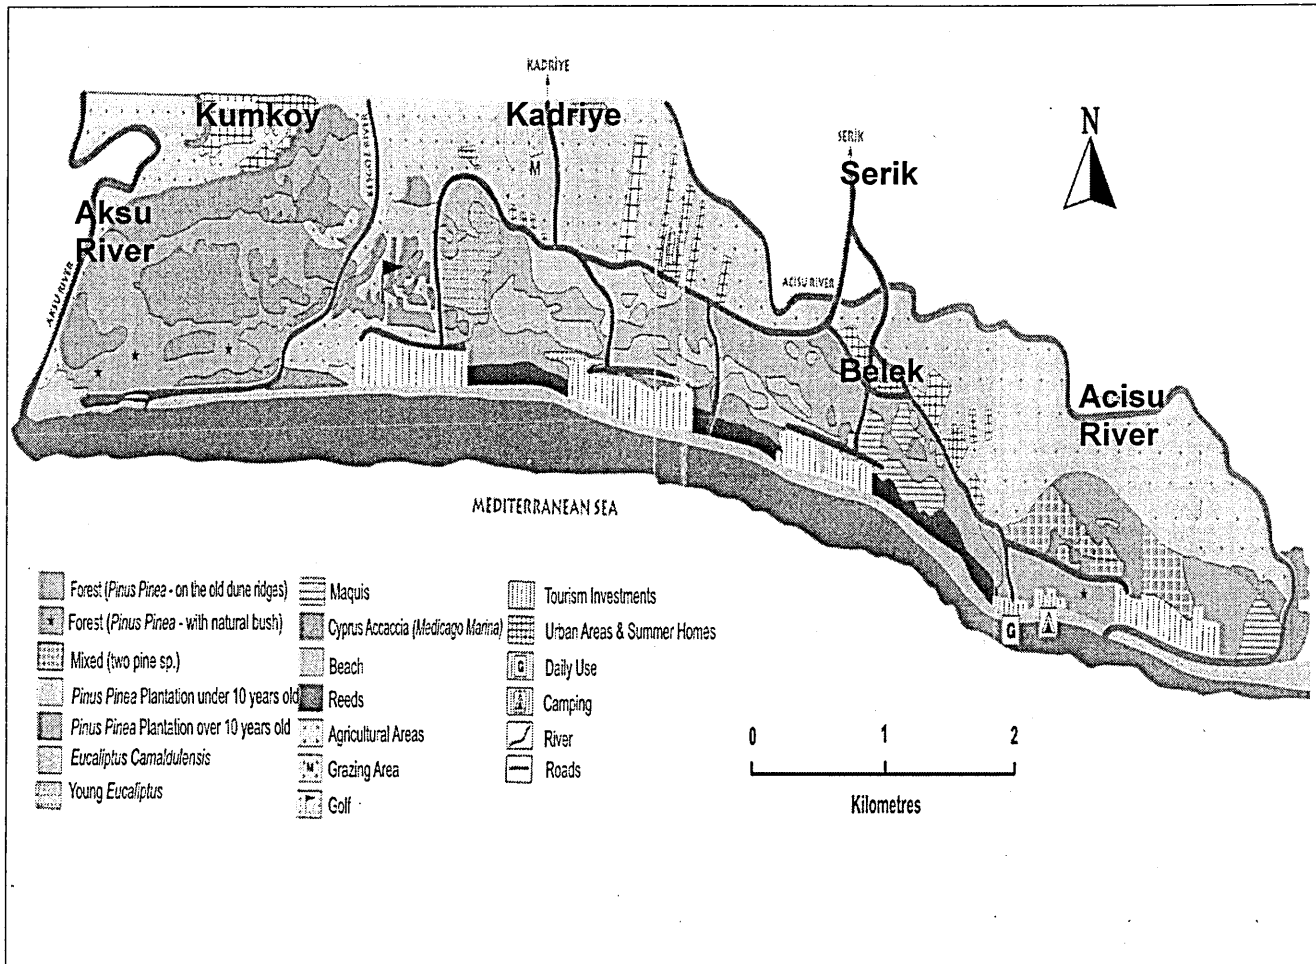 KADRİYE
Kumkoy
Kadriye
N
SERİK
M
Serik
Aksu
River
AKSU RIVER
ACISU RIVER
Belek
Acisu
River
MEDITERRANEAN SEA
G
Forest (Pinus Pinea - on the old dune ridges)
Forest (Pinus Pinea - with natural bush)
Mixed (two pine sp.)
Pinus Pinea Plantation under 10 years old
Pinus Pinea Plantation over 10 years old
Eucaliptus Camaldulensis
Young Eucaliptus
Maquis
Cyprus Accaccia (Medicago Marina)
Beach
Reeds
Agricultural Areas
M Grazing Area
Golf
Tourism Investments
Urban Areas & Summer Homes
G Daily Use
Camping
River
Roads
0 1 2
Kilometres